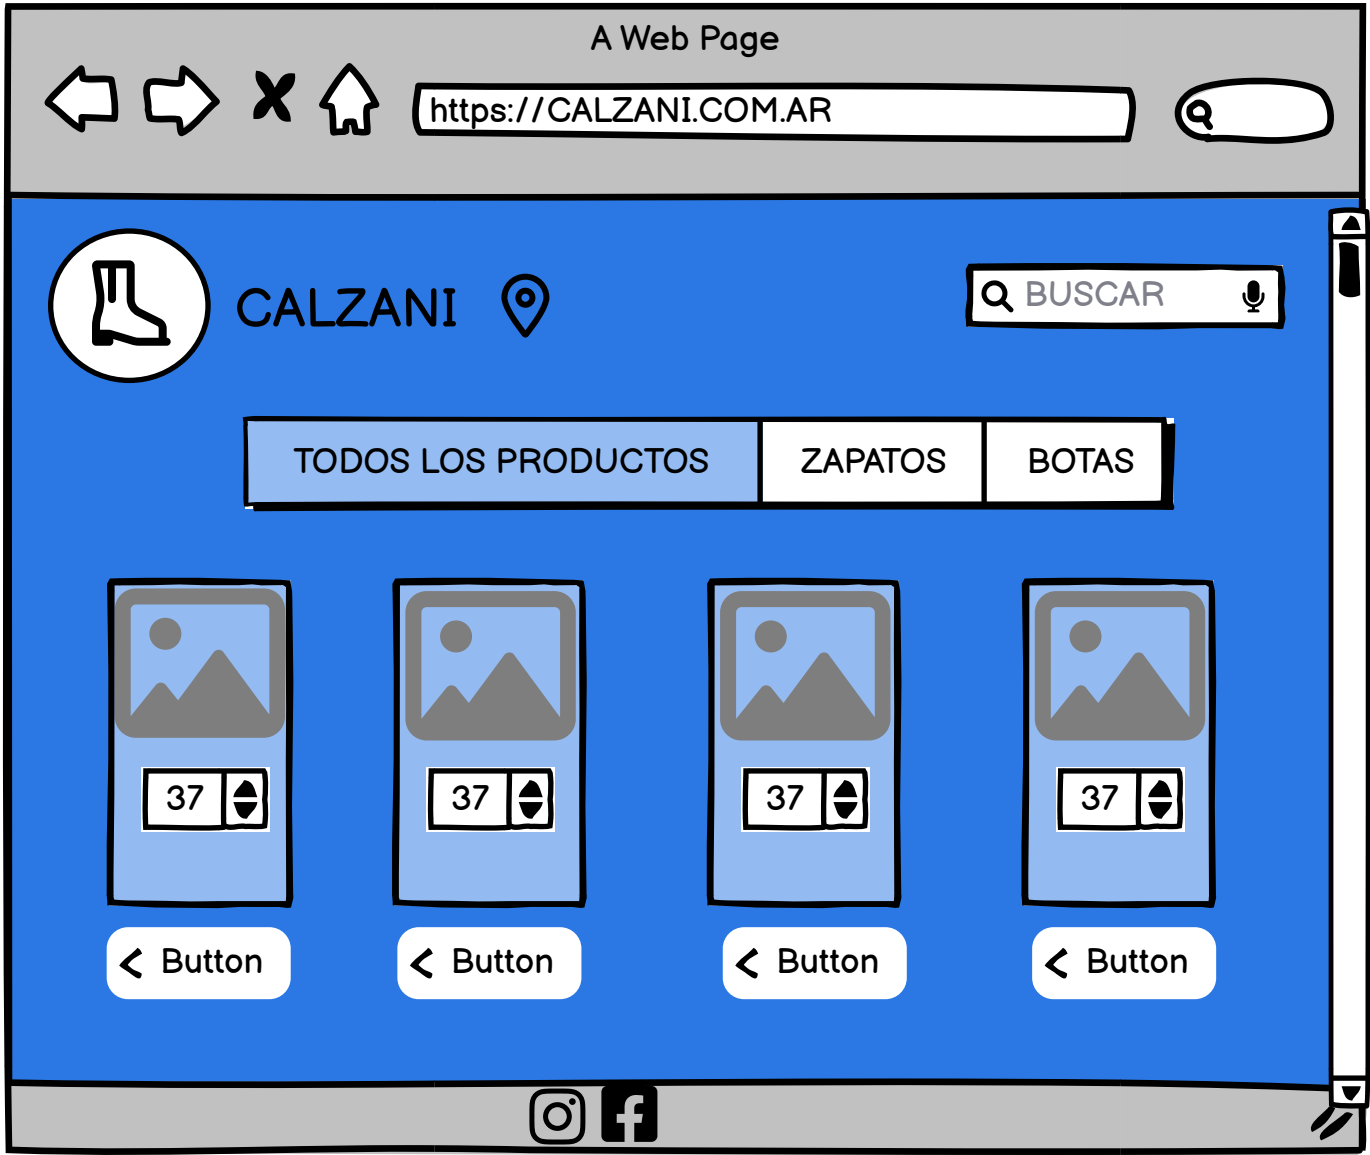 A Web Page
https://CALZANI.COM.AR
CALZANI
BUSCAR
TODOS LOS PRODUCTOS ZAPATOS BOTAS
37 37 37 37
Button Button Button Button